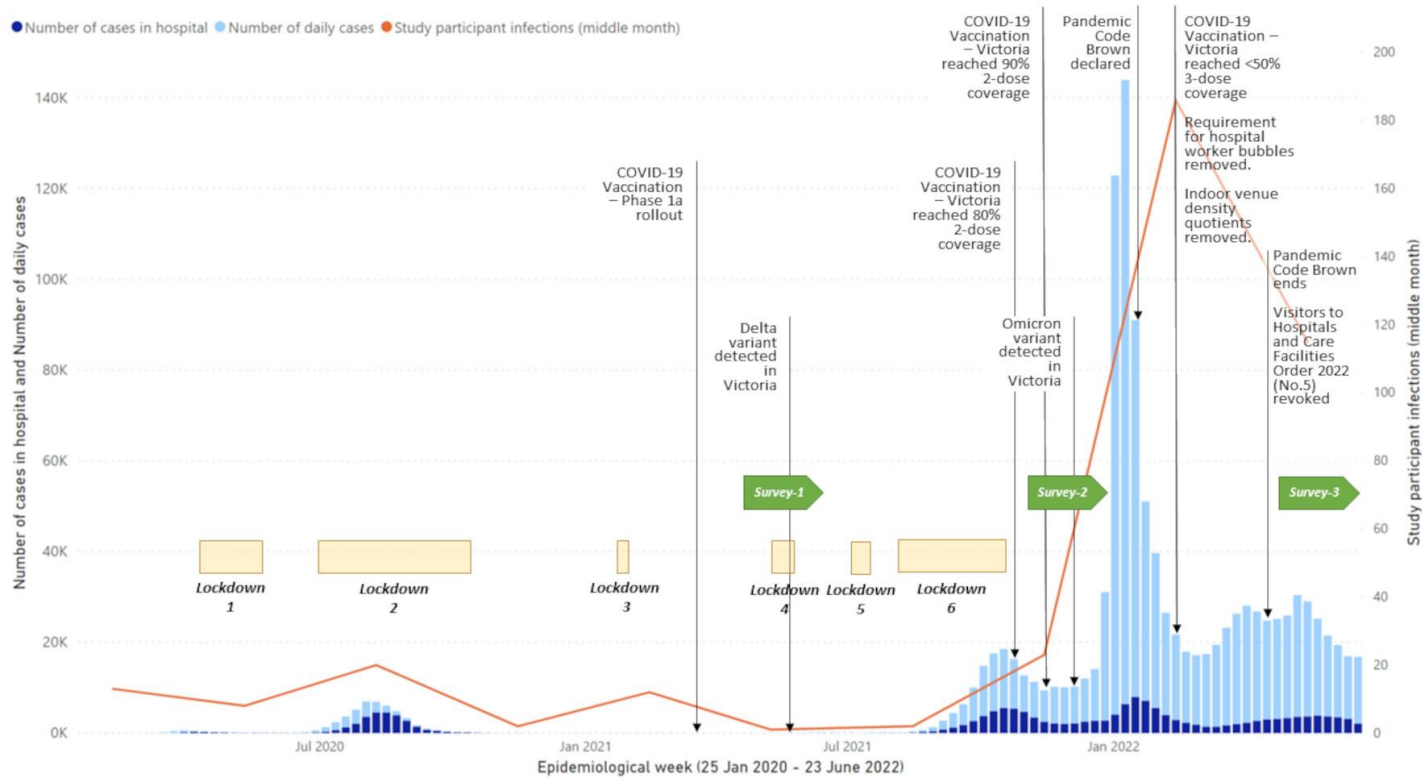 Number of cases in hospital Number of daily cases Study participant infections (middle month)
COVID-19
Vaccination
– Victoria
reached 90%
2-dose
coverage
Pandemic
Code
Brown
declared
COVID-19
Vaccination –
Victoria
reached <50%
3-dose
coverage
Requirement
for hospital
worker bubbles
removed.
Indoor venue
density
quotients
removed.
COVID-19
Vaccination
– Phase 1a
rollout
COVID-19
Vaccination
– Victoria
reached 80%
2-dose
coverage
Pandemic
Code Brown
ends
Visitors to
Hospitals
and Care
Facilities
Order 2022
(No.5)
revoked
Delta
variant
detected
in
Victoria
Omicron
variant
detected
in
Victoria
Survey-1
Survey-2
Survey-3
Lockdown
1
Lockdown
2
Lockdown
3
Lockdown
4
Lockdown
5
Lockdown
6
Number of cases in hospital and Number of daily cases
140K
120K
100K
80K
60K
40K
20K
0K
Study participant infections (middle month)
200
180
160
140
120
100
80
60
40
20
0
Jul 2020
Jan 2021
Jul 2021
Jan 2022
Epidemiological week (25 Jan 2020 - 23 June 2022)